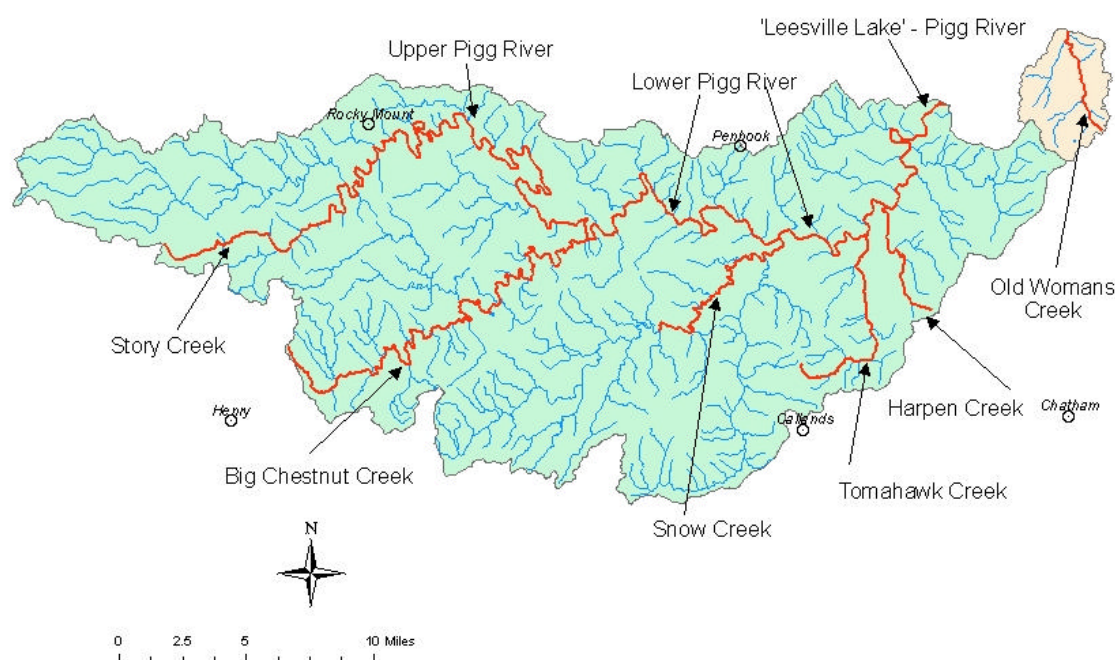 'Leesville Lake' - Pigg River
Upper Pigg River
Lower Pigg River
Rocky Mount
Penhook
Old Womans
Creek
Story Creek
Henry
Harpen Creek
Chatham
Callands
Big Chestnut Creek
Tomahawk Creek
Snow Creek
N
0 2.5 5 10 Miles